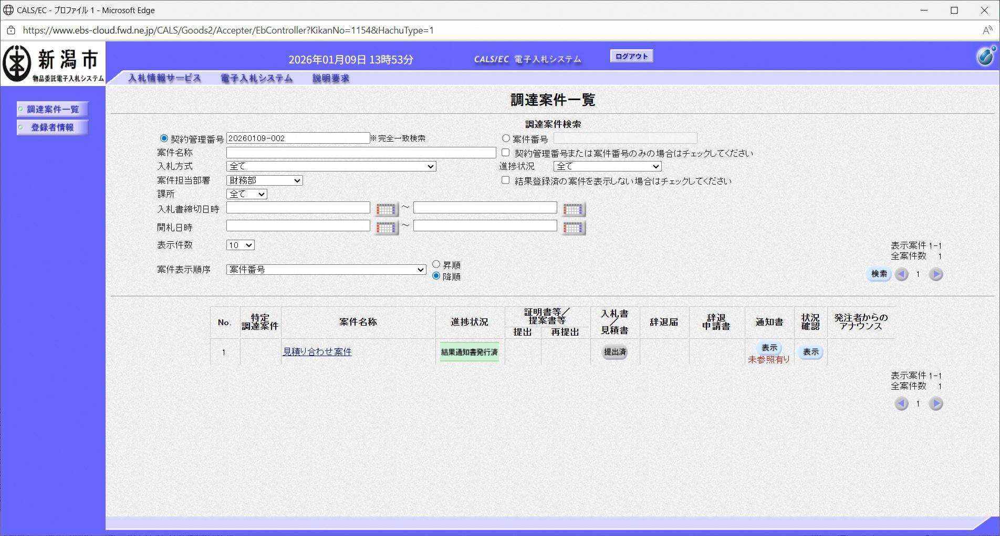 CALS/EC - プロファイル 1 - Microsoft Edge
https://www.ebs-cloud.fwd.ne.jp/CALS/Goods2/Accepter/EbController?KikanNo=1154&HachuType=1
新潟市
物品委託電子入札システム
2026年01月09日 13時53分
CALS/EC 電子入札システム
ログアウト
入札情報サービス
電子入札システム
説明要求
調達案件一覧
登録者情報
調達案件一覧
調達案件検索
契約管理番号 20260109-002 ※完全一致検索
案件番号
案件名称
契約管理番号または案件番号のみの場合はチェックしてください
入札方式 全て
進捗状況 全て
案件担当部署 財務部
結果登録済の案件を表示しない場合はチェックしてください
課所 全て
入札書締切日時 ～
開札日時 ～
表示件数 10
案件表示順序 案件番号
昇順
降順
表示案件 1-1
全案件数 1
検索 1
No.
特定調達案件
案件名称
進捗状況
証明書等／提案書等
提出
再提出
入札書／見積書
辞退届
辞退申請書
通知書
状況確認
発注者からのアナウンス
1
見積り合わせ案件
結果通知書発行済
提出済
表示
未参照有り
表示
表示案件 1-1
全案件数 1
1